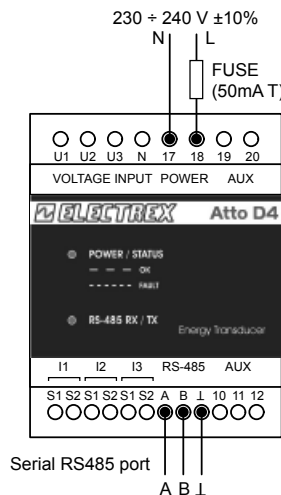 230 ÷ 240 V ±10%
N L
FUSE
(50mA T)
U1 U2 U3 N 17 18 19 20
VOLTAGE INPUT POWER AUX
ELECTREX Atto D4
POWER / STATUS
OK
FAULT
RS-485 RX / TX
Energy Transducer
I1 I2 I3 RS-485 AUX
S1 S2 S1 S2 S1 S2 A B ⊥ 10 11 12
Serial RS485 port
A B ⊥